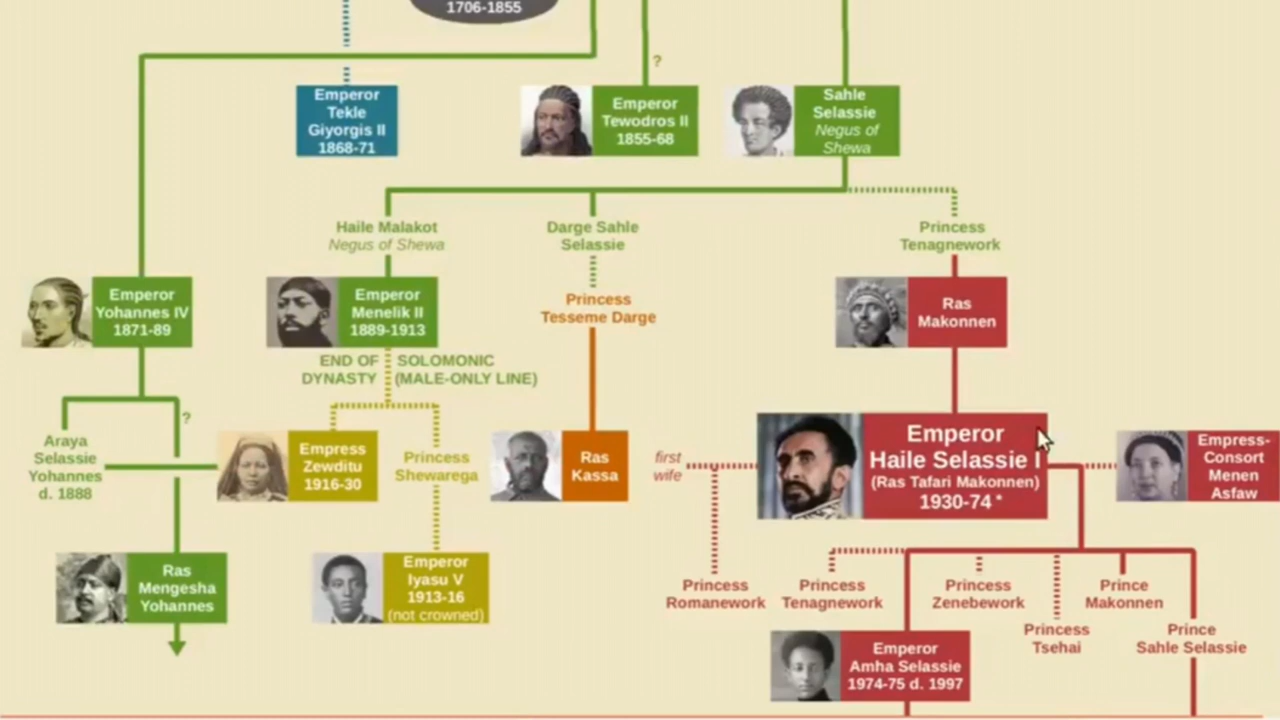 1706-1855
?
Emperor
Tekle
Giyorgis II
1868-71
Emperor
Tewodros II
1855-68
Sahle
Selassie
Negus of
Shewa
Haile Malakot
Negus of Shewa
Darge Sahle
Selassie
Princess
Tenagnework
Emperor
Yohannes IV
1871-89
Emperor
Menelik II
1889-1913
Princess
Tesseme Darge
Ras
Makonnen
END OF SOLOMONIC
DYNASTY (MALE-ONLY LINE)
?
Araya
Selassie
Yohannes
d. 1888
Empress
Zewditu
1916-30
Princess
Shewarega
Ras
Kassa
first
wife
Emperor
Haile Selassie I
(Ras Tafari Makonnen)
1930-74 *
Empress-
Consort
Menen
Asfaw
Ras
Mengesha
Yohannes
Emperor
Iyasu V
1913-16
(not crowned)
Princess
Romanework
Princess
Tenagnework
Princess
Zenebework
Princess
Tsehai
Prince
Makonnen
Prince
Sahle Selassie
Emperor
Amha Selassie
1974-75 d. 1997